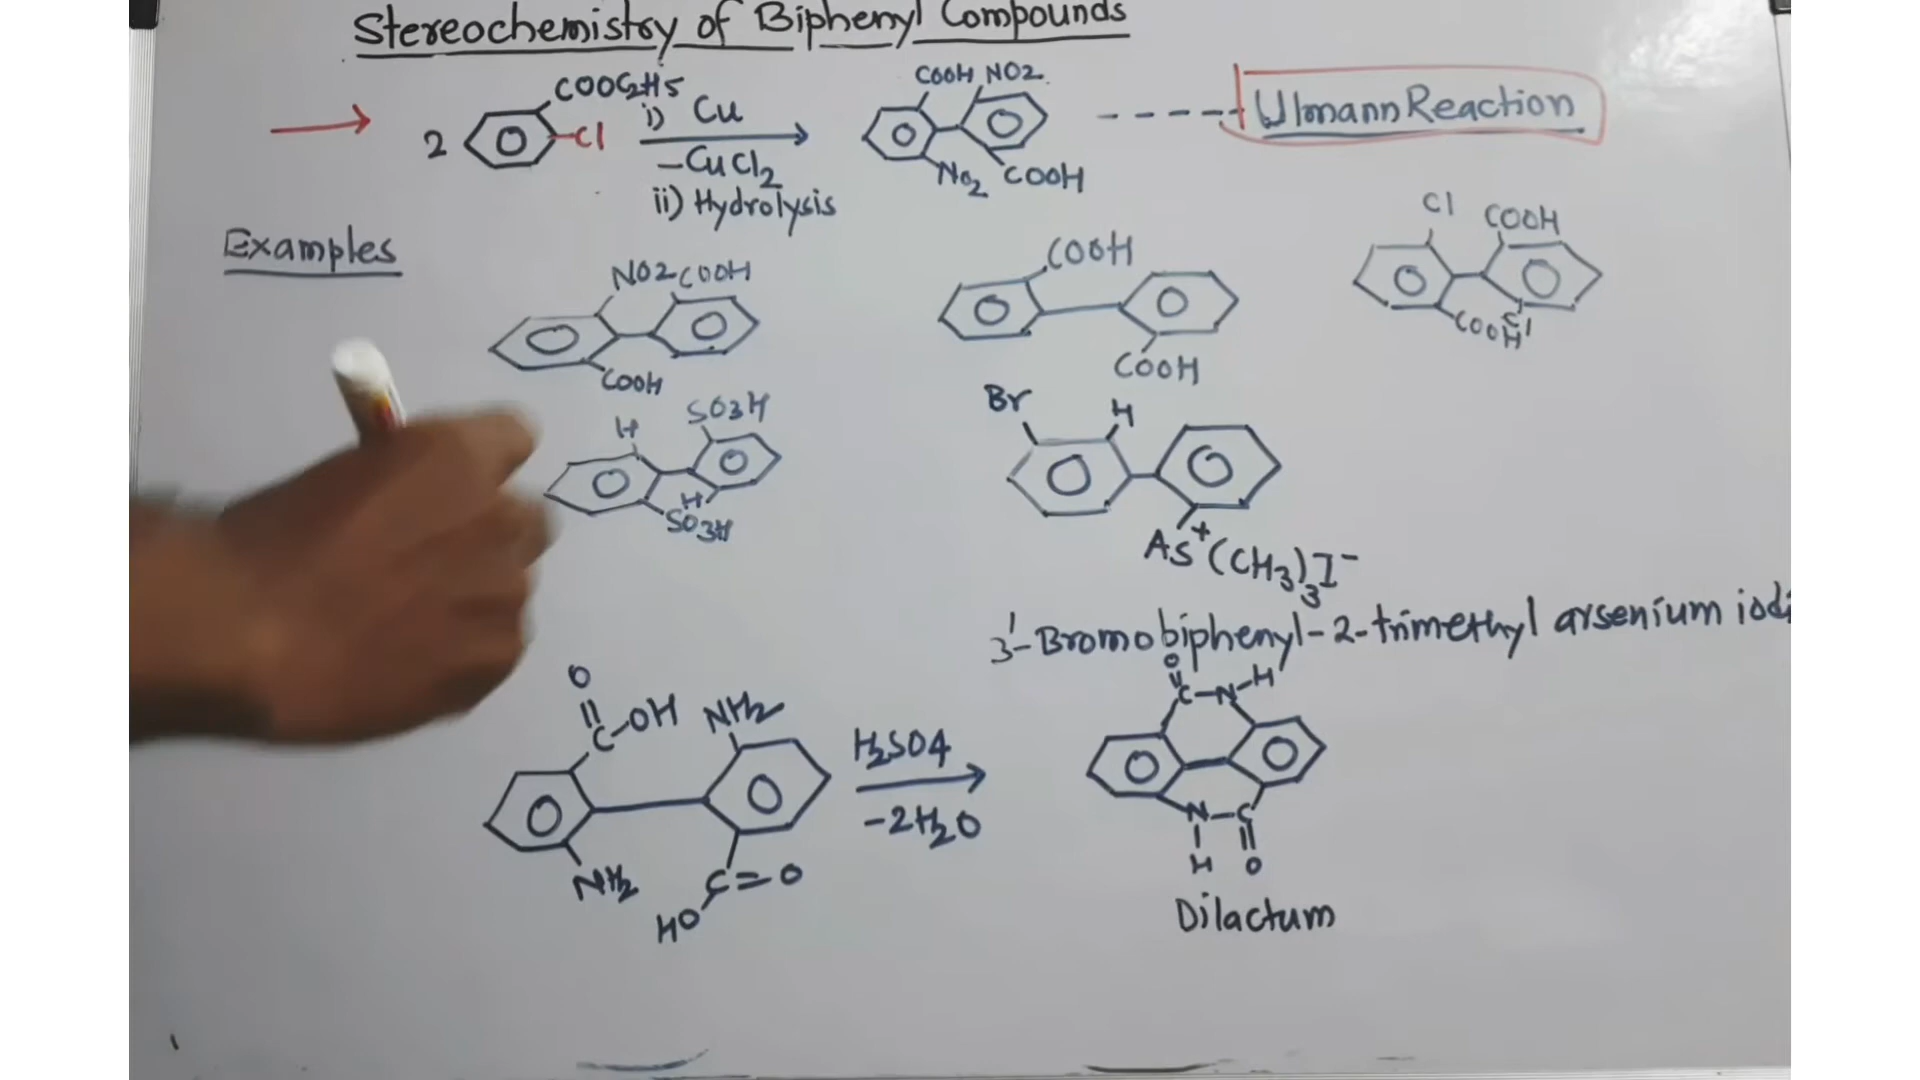 Stereochemistry of Biphenyl Compounds
2 COOC2H5 Cl i) Cu COOH NO2 Ulmann Reaction
-CuCl2 NO2 COOH
ii) Hydrolysis
Examples
NO2 COOH COOH Cl COOH
COOH COOH COOH Cl
H SO3H Br H
H SO3H As+(CH3)3I-
3'-Bromobiphenyl-2-trimethyl arsenium iodi
O O
C-OH NH2 H2SO4 C-N-H
-2H2O
NH2 C=O N-C
HO H O
Dilactum